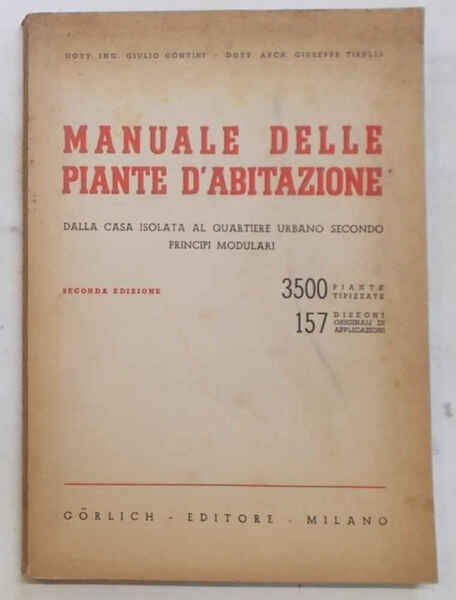 DOTT. ING. GIULIO CONTINI - DOTT. ARCH. GIUSEPPE TIRELLI
MANUALE DELLE
PIANTE D'ABITAZIONE
DALLA CASA ISOLATA AL QUARTIERE URBANO SECONDO
PRINCIPI MODULARI
SECONDA EDIZIONE
3500 PIANTE
TIPIZZATE
157 DISEGNI
ORIGINALI DI
APPLICAZIONI
GÖRLICH - EDITORE - MILANO